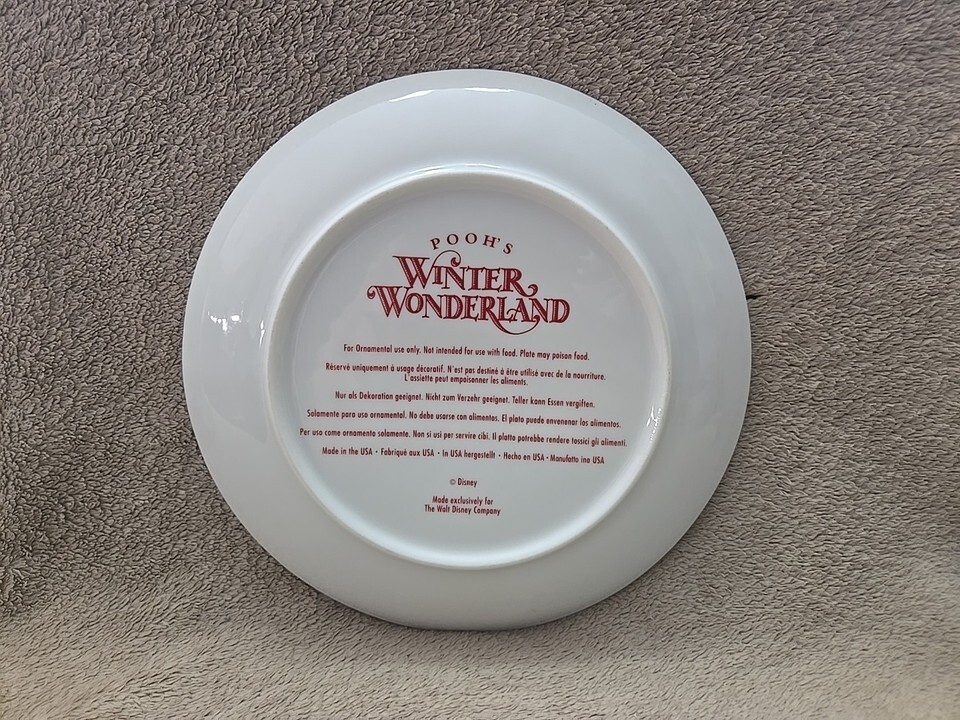 POOH'S
WINTER
WONDERLAND
For Ornamental use only. Not intended for use with food. Plate may poison food.
Réservé uniquement à usage décoratif. N'est pas destiné à être utilisé avec de la nourriture.
L'assiette peut empoisonner les aliments.
Nur als Dekoration geeignet. Nicht zum Verzehr geeignet. Teller kann Essen vergiften.
Solamente para uso ornamental. No debe usarse con alimentos. El plato puede envenenar los alimentos.
Per uso come ornamento solamente. Non si usi per servire cibi. Il platto potrebbe rendere tossici gli alimenti.
Made in the USA · Fabriqué aux USA · In USA hergestellt · Hecho en USA · Manufatto ina USA
© Disney
Made exclusively for
The Walt Disney Company